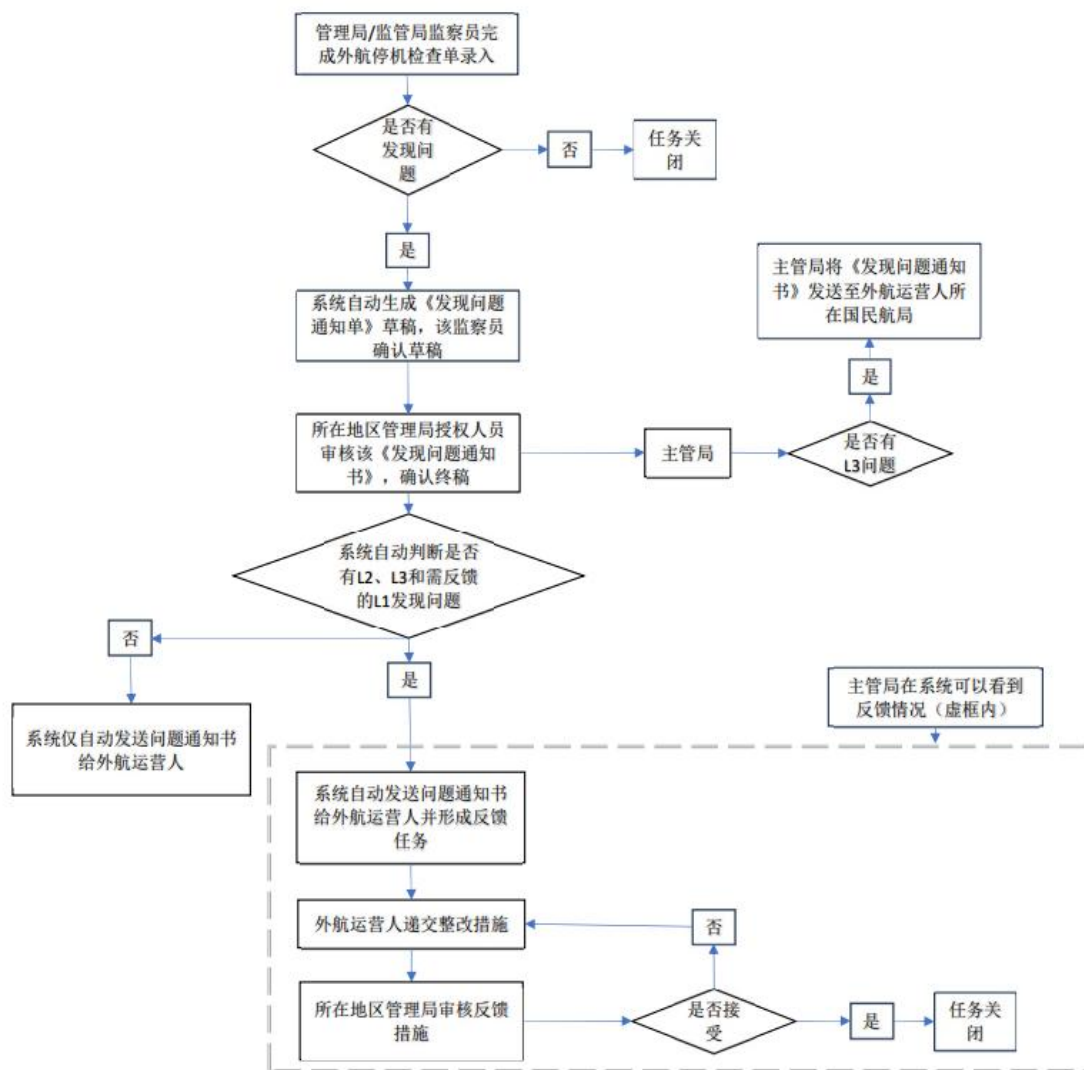 管理局/监管局监察员完
成外航停机检查单录入
是否有
发现问
题
否
任务关
闭
是
系统自动生成《发现问题
通知单》草稿，该监察员
确认草稿
主管局将《发现问题通知
书》发送至外航运营人所
在国民航局
是
所在地区管理局授权人员
审核该《发现问题通知
书》，确认终稿
主管局
是否有
L3问题
系统自动判断是否
有L2、L3和需反馈
的L1发现问题
否
是
系统仅自动发送问题通知书
给外航运营人
主管局在系统可以看到
反馈情况（虚框内）
系统自动发送问题通知书
给外航运营人并形成反馈
任务
外航运营人递交整改措施
否
所在地区管理局审核反馈
措施
是否接
受
是
任务关
闭